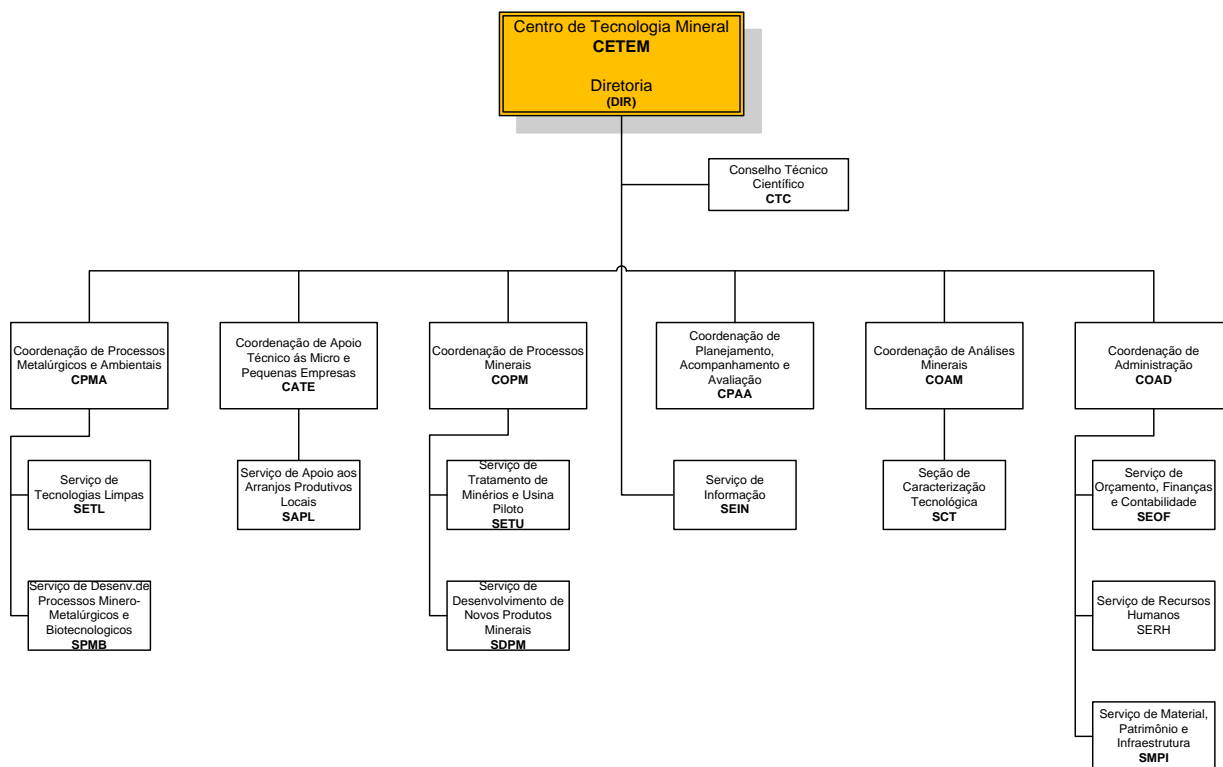 Centro de Tecnologia Mineral
CETEM
Diretoria
(DIR)
Conselho Técnico
Científico
CTC
Coordenação de Processos
Metalúrgicos e Ambientais
CPMA
Coordenação de Apoio
Técnico ás Micro e
Pequenas Empresas
CATE
Coordenação de Processos
Minerais
COPM
Coordenação de
Planejamento,
Acompanhamento e
Avaliação
CPAA
Coordenação de Análises
Minerais
COAM
Coordenação de
Administração
COAD
Serviço de
Tecnologias Limpas
SETL
Serviço de Apoio aos
Arranjos Produtivos
Locais
SAPL
Serviço de
Tratamento de
Minérios e Usina
Piloto
SETU
Serviço de
Informação
SEIN
Seção de
Caracterização
Tecnológica
SCT
Serviço de
Orçamento, Finanças
e Contabilidade
SEOF
Serviço de Desenv.de
Processos Minero-
Metalúrgicos e
Biotecnologicos
SPMB
Serviço de
Desenvolvimento de
Novos Produtos
Minerais
SDPM
Serviço de Recursos
Humanos
SERH
Serviço de Material,
Patrimônio e
Infraestrutura
SMPI